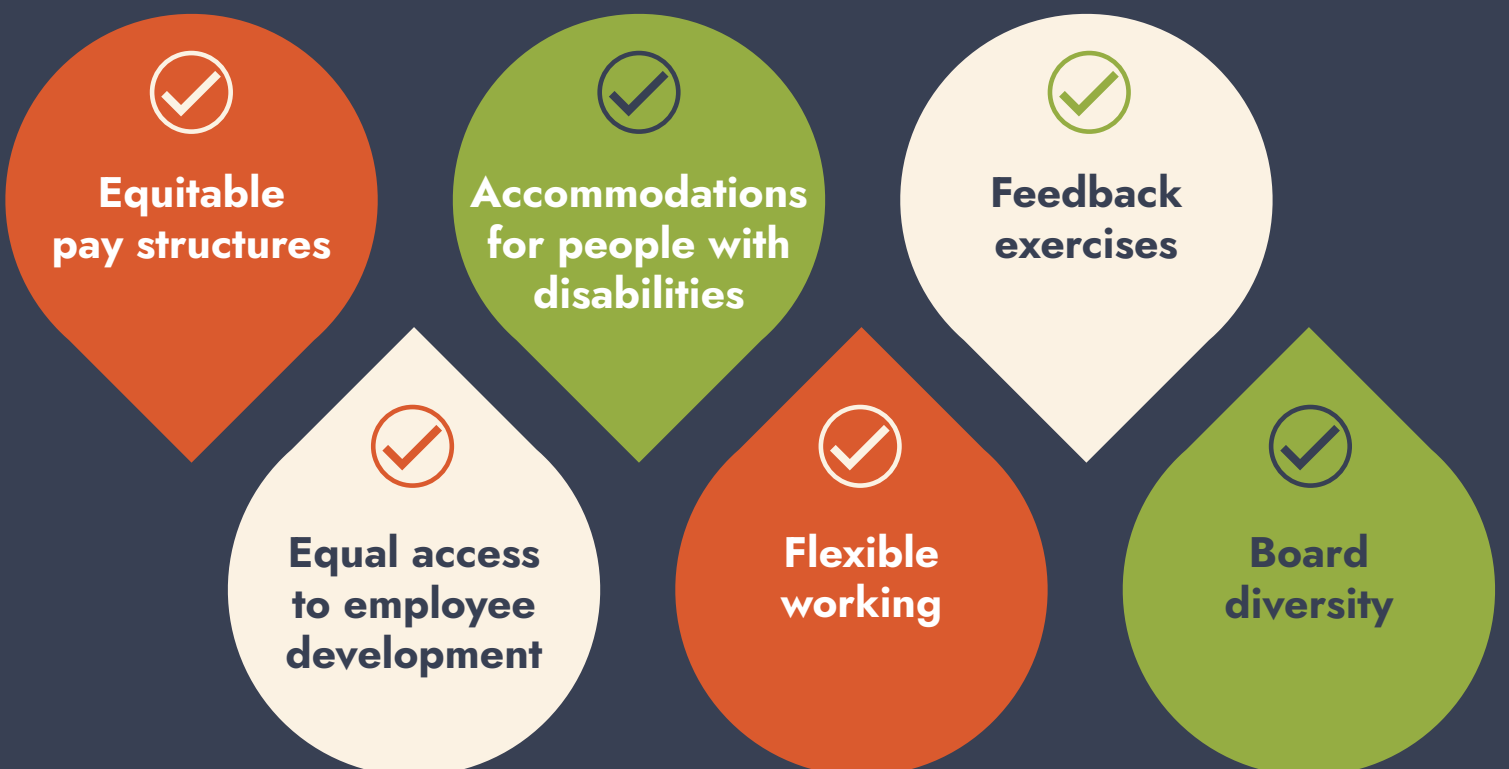 Equitable
pay structures
Accommodations
for people with
disabilities
Feedback
exercises
Equal access
to employee
development
Flexible
working
Board
diversity